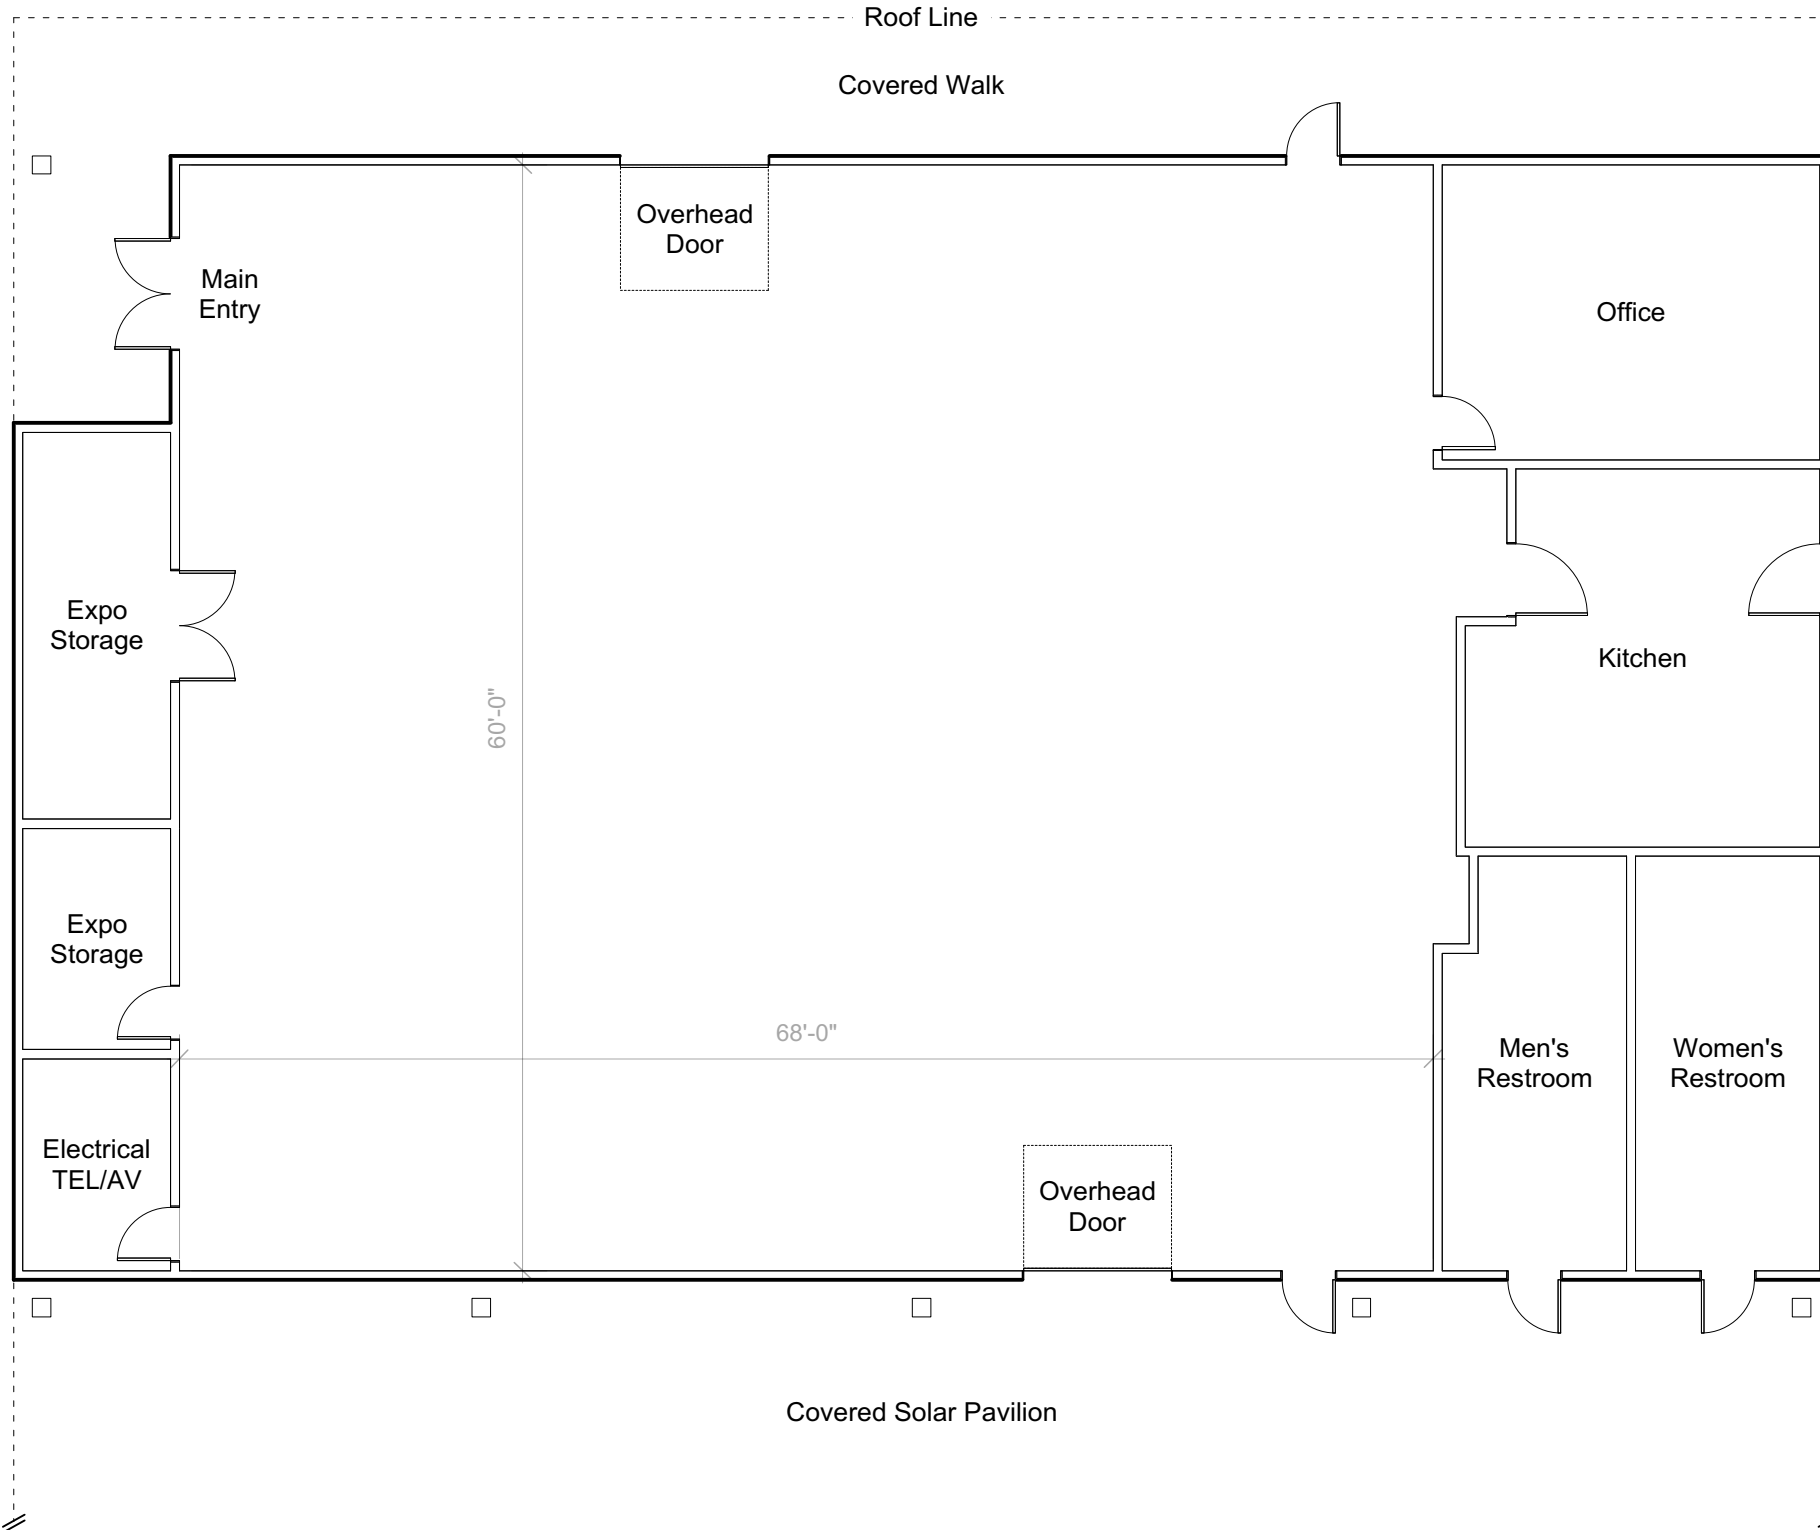 Roof Line
Covered Walk
Overhead
Door
Main
Entry
Office
Expo
Storage
Kitchen
60'-0"
Expo
Storage
68'-0"
Men's
Restroom
Women's
Restroom
Electrical
TEL/AV
Overhead
Door
Covered Solar Pavilion